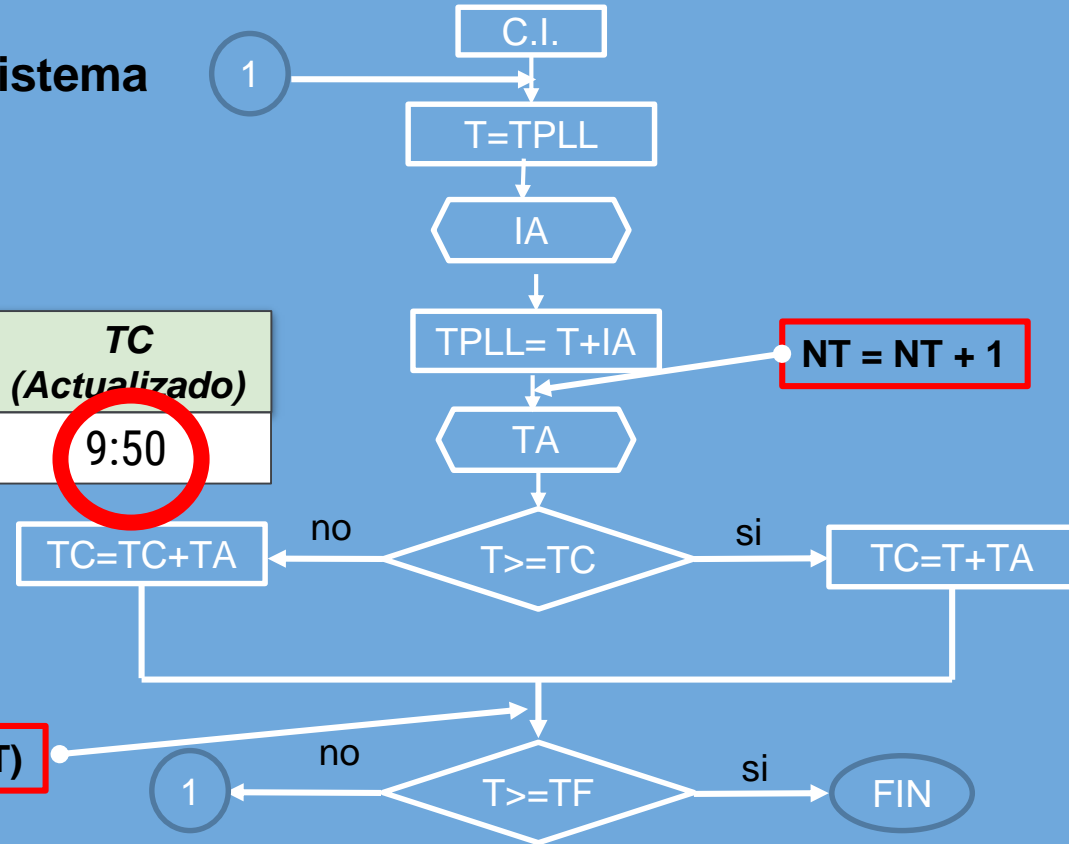 istema
1
C.I.
T=TPLL
IA
TPLL= T+IA
NT = NT + 1
TC
(Actualizado)
9:50
TA
no
si
TC=TC+TA
T>=TC
TC=T+TA
T)
no
si
1
T>=TF
FIN